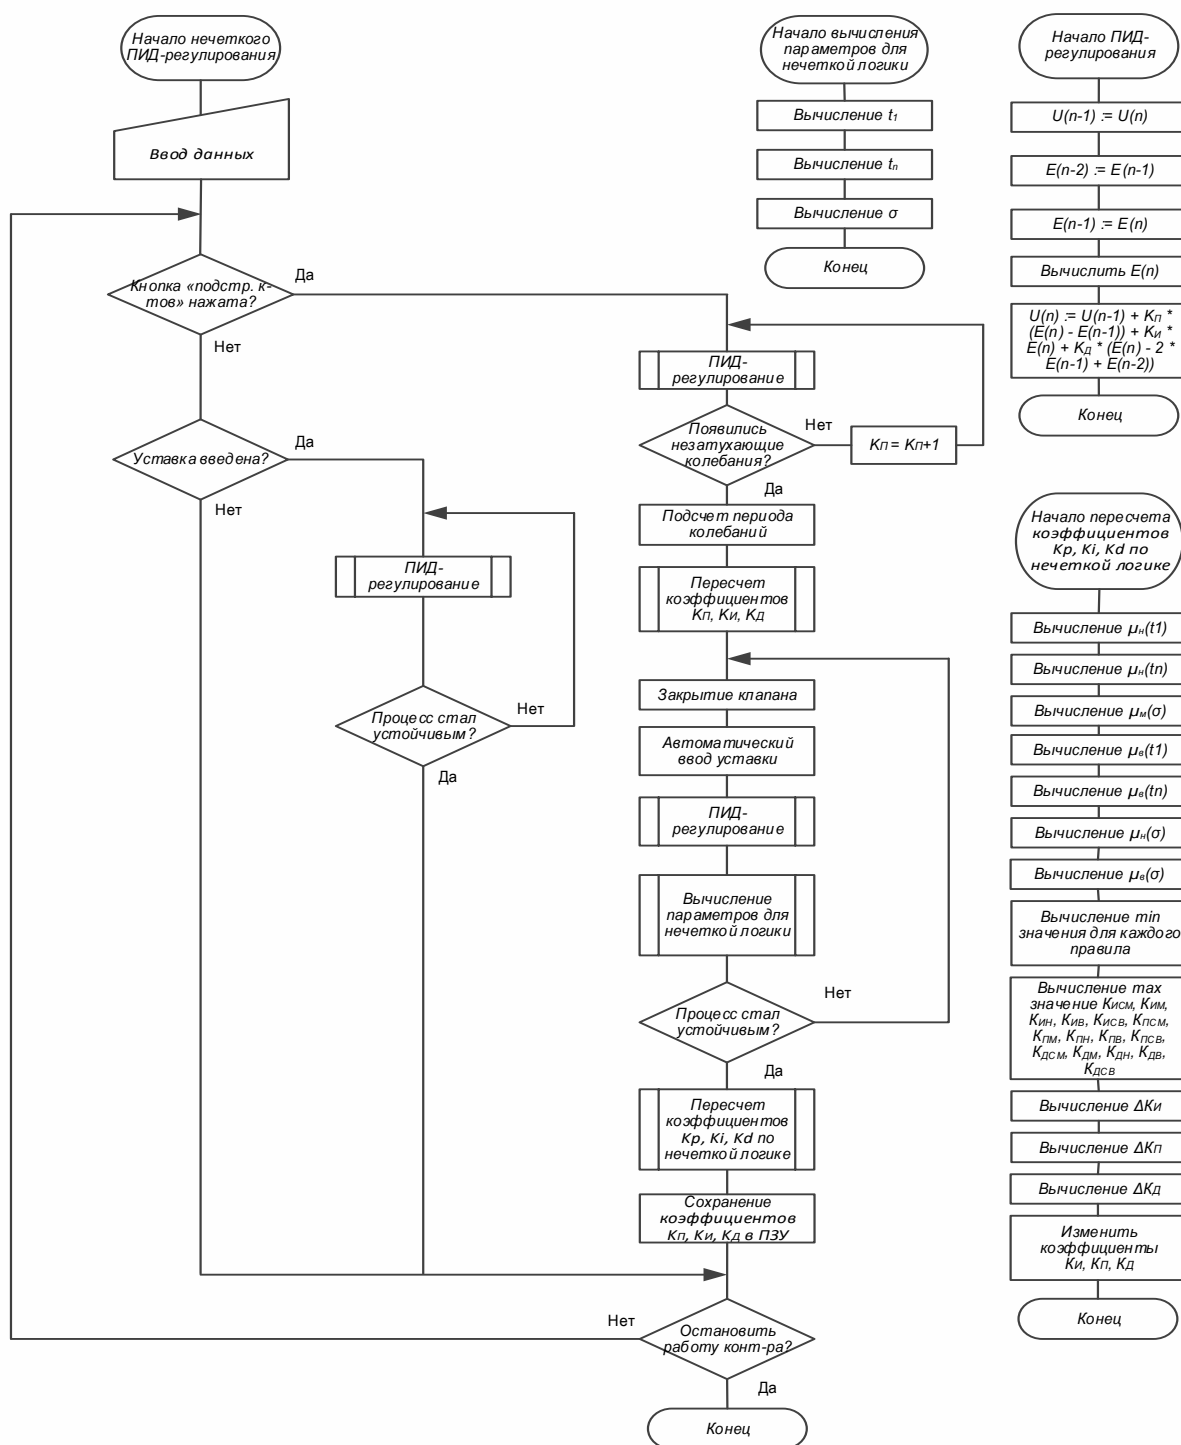 Начало нечеткого
ПИД-регулирования
Ввод данных
Кнопка «подстр. к-
тов» нажата?
Да
Нет
Уставка введена?
Да
Нет
ПИД-
регулирование
Процесс стал
устойчивым?
Нет
Да
ПИД-
регулирование
Появились
незатухающие
колебания?
Нет
KП = KП+1
Да
Подсчет периода
колебаний
Пересчет
коэффициентов
KП, KИ, KД
Закрытие клапана
Автоматический
ввод уставки
ПИД-
регулирование
Вычисление
параметров для
нечеткой логики
Процесс стал
устойчивым?
Нет
Да
Пересчет
коэффициентов
Kp, Ki, Kd по
нечеткой логике
Сохранение
коэффициентов
KП, KИ, KД в ПЗУ
Остановить
работу конт-ра?
Нет
Да
Конец
Начало вычисления
параметров для
нечеткой логики
Вычисление t₁
Вычисление tₙ
Вычисление σ
Конец
Начало ПИД-
регулирования
U(n-1) := U(n)
E(n-2) := E(n-1)
E(n-1) := E(n)
Вычислить E(n)
U(n) := U(n-1) + KП *
(E(n) - E(n-1)) + KИ *
E(n) + KД * (E(n) - 2 *
E(n-1) + E(n-2))
Конец
Начало пересчета
коэффициентов
Kp, Ki, Kd по
нечеткой логике
Вычисление µн(t1)
Вычисление µн(tn)
Вычисление µм(σ)
Вычисление µв(t1)
Вычисление µв(tn)
Вычисление µн(σ)
Вычисление µв(σ)
Вычисление min
значения для каждого
правила
Вычисление max
значение KИСМ, KИМ,
KИН, KИВ, KИСВ, KПСМ,
KПМ, KПН, KПВ, KПСВ,
KДСМ, KДМ, KДН, KДВ,
KДСВ
Вычисление ΔKИ
Вычисление ΔKП
Вычисление ΔKД
Изменить
коэффициенты
KИ, KП, KД
Конец